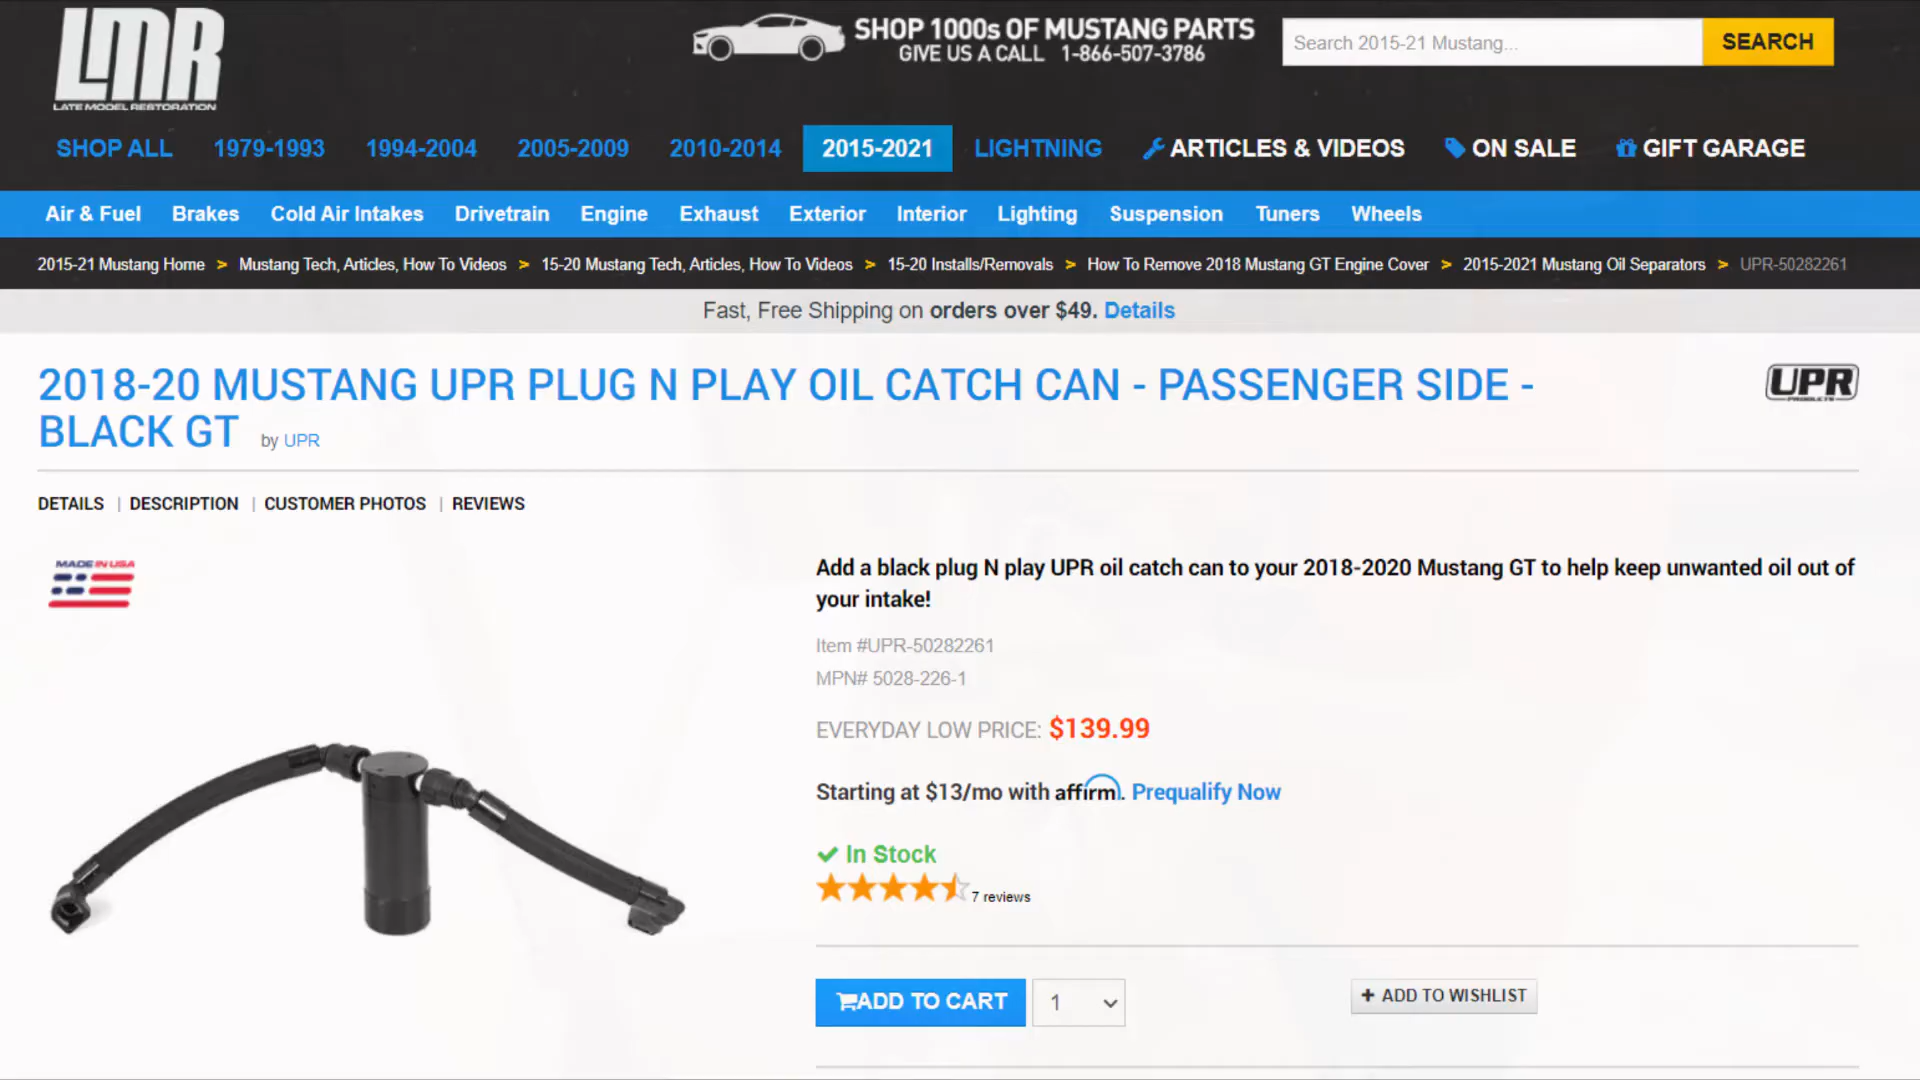 LMR
LATE MODEL RESTORATION
SHOP 1000s OF MUSTANG PARTS
GIVE US A CALL 1-866-507-3786
Search 2015-21 Mustang...
SEARCH
SHOP ALL 1979-1993 1994-2004 2005-2009 2010-2014 2015-2021 LIGHTNING ARTICLES & VIDEOS ON SALE GIFT GARAGE
Air & Fuel Brakes Cold Air Intakes Drivetrain Engine Exhaust Exterior Interior Lighting Suspension Tuners Wheels
2015-21 Mustang Home > Mustang Tech, Articles, How To Videos > 15-20 Mustang Tech, Articles, How To Videos > 15-20 Installs/Removals > How To Remove 2018 Mustang GT Engine Cover > 2015-2021 Mustang Oil Separators > UPR-50282261
Fast, Free Shipping on orders over $49. Details
2018-20 MUSTANG UPR PLUG N PLAY OIL CATCH CAN - PASSENGER SIDE -
BLACK GT by UPR
UPR
PRODUCTS
DETAILS | DESCRIPTION | CUSTOMER PHOTOS | REVIEWS
MADE IN USA
Add a black plug N play UPR oil catch can to your 2018-2020 Mustang GT to help keep unwanted oil out of
your intake!
Item #UPR-50282261
MPN# 5028-226-1
EVERYDAY LOW PRICE: $139.99
Starting at $13/mo with affirm. Prequalify Now
In Stock
7 reviews
ADD TO CART
1
+ ADD TO WISHLIST